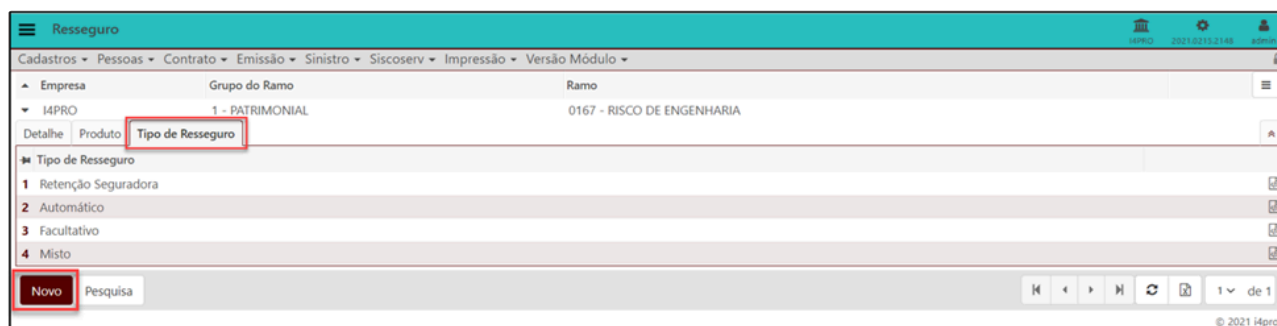 Resseguro
I4PRO 2021.0215.2148 admin
Cadastros Pessoas Contrato Emissão Sinistro Siscoserv Impressão Versão Módulo
Empresa Grupo do Ramo Ramo
I4PRO 1 - PATRIMONIAL 0167 - RISCO DE ENGENHARIA
Detalhe Produto Tipo de Resseguro
Tipo de Resseguro
1 Retenção Seguradora
2 Automático
3 Facultativo
4 Misto
Novo Pesquisa 1 de 1
© 2021 i4pro